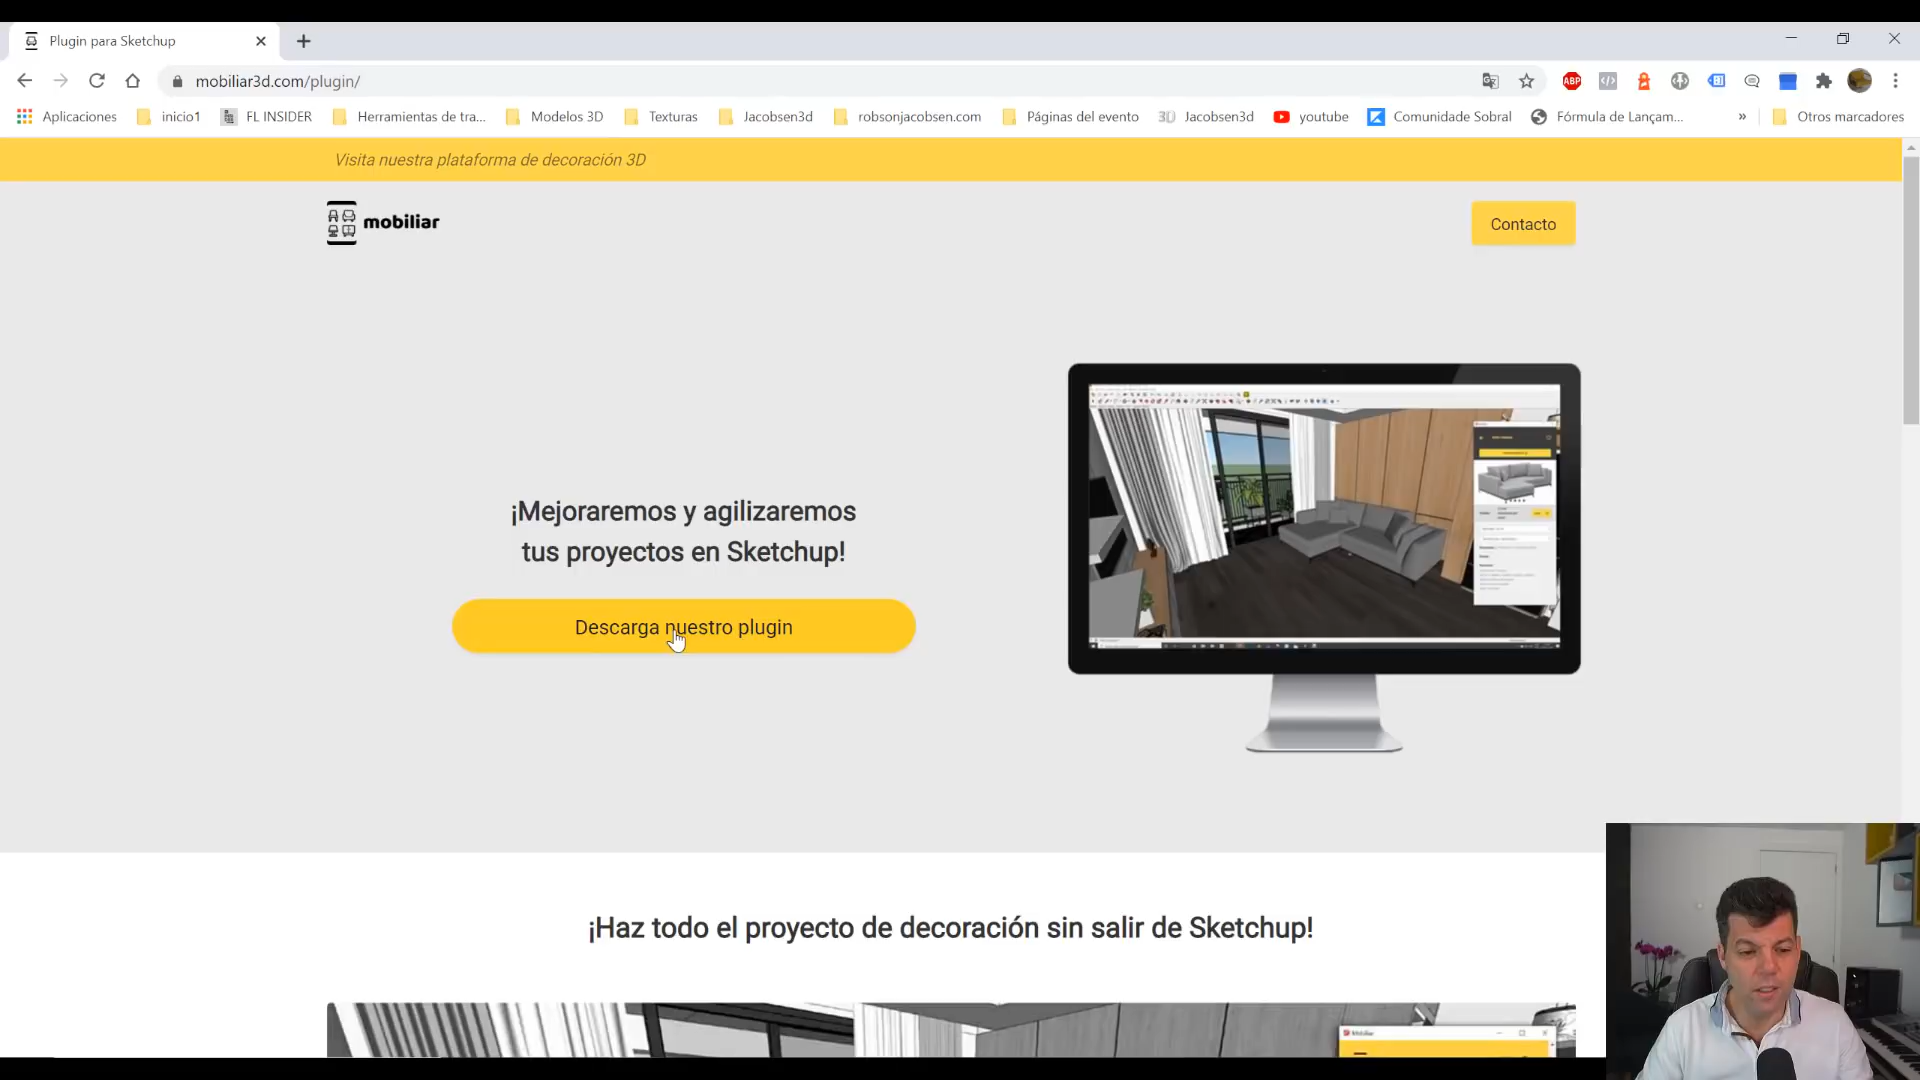 Plugin para Sketchup
mobiliar3d.com/plugin/
ABP
Aplicaciones
inicio1
FL INSIDER
Herramientas de tra...
Modelos 3D
Texturas
Jacobsen3d
robsonjacobsen.com
Páginas del evento
3D Jacobsen3d
youtube
Comunidade Sobral
Fórmula de Lançam...
»
Otros marcadores
Visita nuestra plataforma de decoración 3D
mobiliar
Contacto
¡Mejoraremos y agilizaremos
tus proyectos en Sketchup!
Descarga nuestro plugin
¡Haz todo el proyecto de decoración sin salir de Sketchup!
Mobiliar